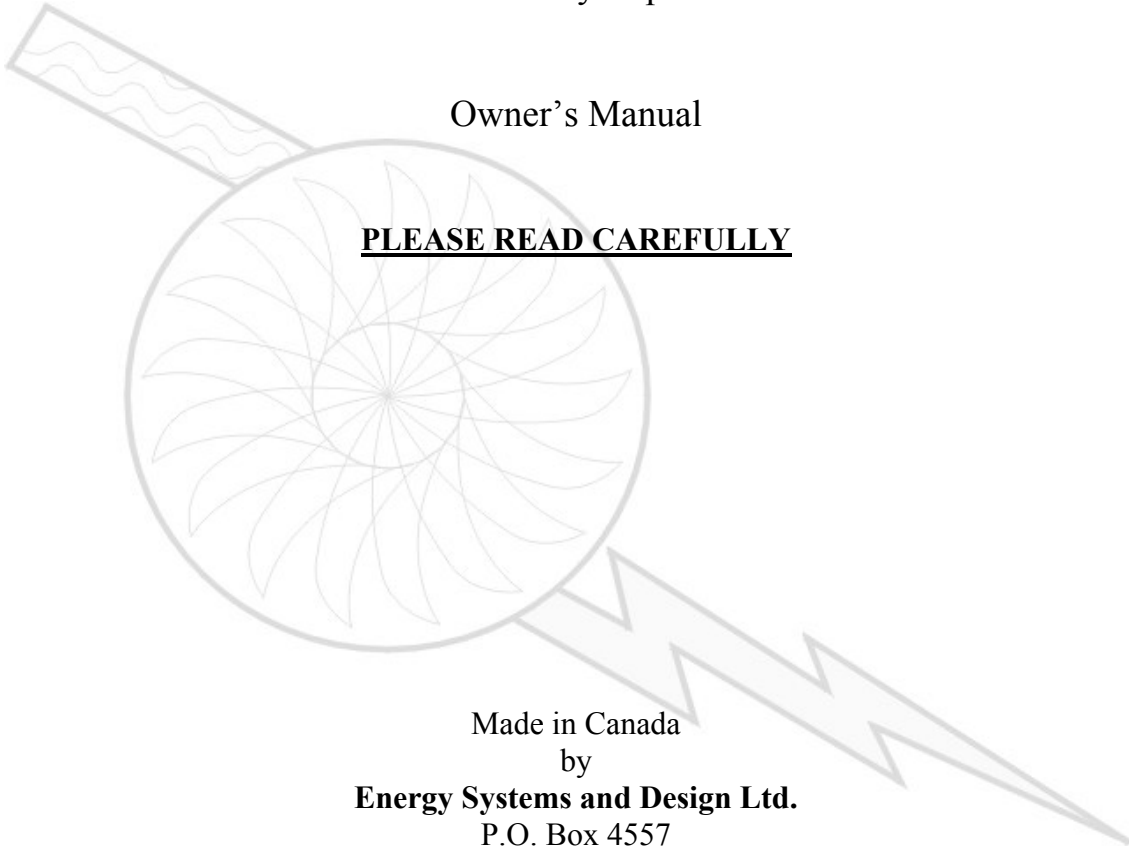 Owner’s Manual
PLEASE READ CAREFULLY
Made in Canada
by
Energy Systems and Design Ltd.
P.O. Box 4557